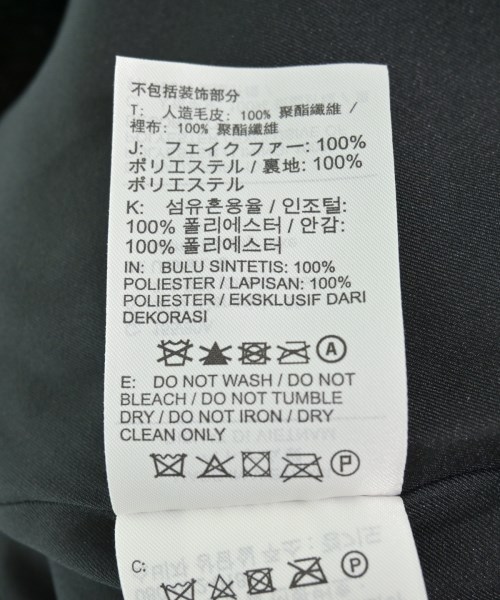 不包括装饰部分
T: 人造毛皮: 100% 聚酯纖維 /
裡布: 100% 聚酯纖維
J: フェイク ファー: 100%
ポリエステル / 裏地: 100%
ポリエステル
K: 섬유혼용율 / 인조털:
100% 폴리에스터 / 안감:
100% 폴리에스터
IN: BULU SINTETIS: 100%
POLIESTER / LAPISAN: 100%
POLIESTER / EKSKLUSIF DARI
DEKORASI
A
E: DO NOT WASH / DO NOT
BLEACH / DO NOT TUMBLE
DRY / DO NOT IRON / DRY
CLEAN ONLY
P
C:
P